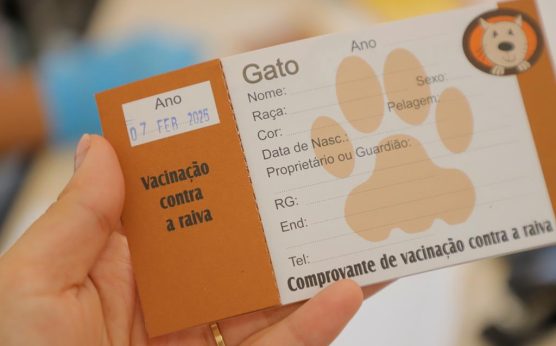 Ano
07 FEB 2025
Vacinação
contra
a raiva
Gato
Ano
Nome:
Sexo:
Raça:
Pelagem:
Cor:
Data de Nasc.:
Proprietário ou Guardião:
RG:
End:
Tel:
Comprovante de vacinação contra a raiva